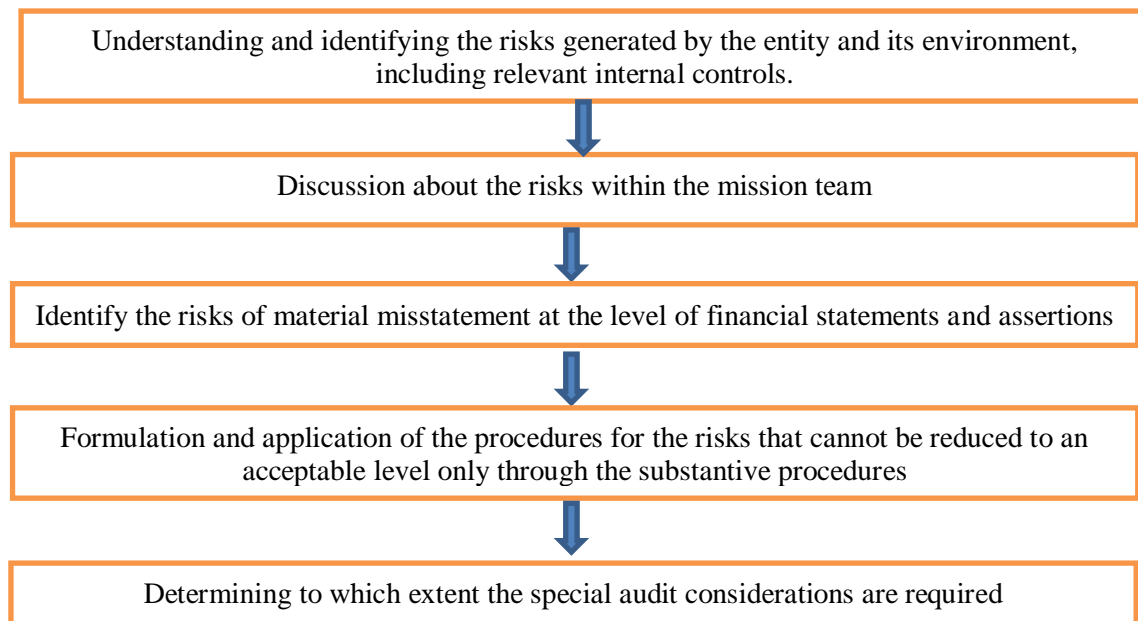 Understanding and identifying the risks generated by the entity and its environment,
including relevant internal controls.
Discussion about the risks within the mission team
Identify the risks of material misstatement at the level of financial statements and assertions
Formulation and application of the procedures for the risks that cannot be reduced to an
acceptable level only through the substantive procedures
Determining to which extent the special audit considerations are required